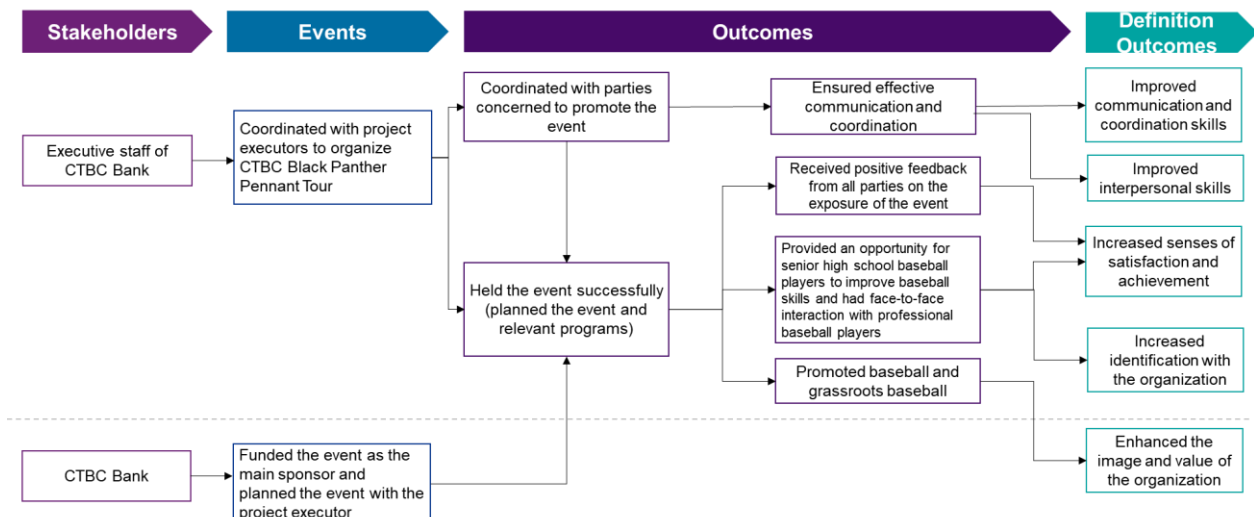 Stakeholders
Events
Outcomes
Definition
Outcomes
Executive staff of
CTBC Bank
Coordinated with project
executors to organize
CTBC Black Panther
Pennant Tour
Coordinated with parties
concerned to promote the
event
Ensured effective
communication and
coordination
Improved
communication and
coordination skills
Improved
interpersonal skills
Received positive feedback
from all parties on the
exposure of the event
Held the event successfully
(planned the event and
relevant programs)
Provided an opportunity for
senior high school baseball
players to improve baseball
skills and had face-to-face
interaction with professional
baseball players
Increased senses of
satisfaction and
achievement
Increased
identification with
the organization
Promoted baseball and
grassroots baseball
CTBC Bank
Funded the event as the
main sponsor and
planned the event with the
project executor
Enhanced the
image and value of
the organization